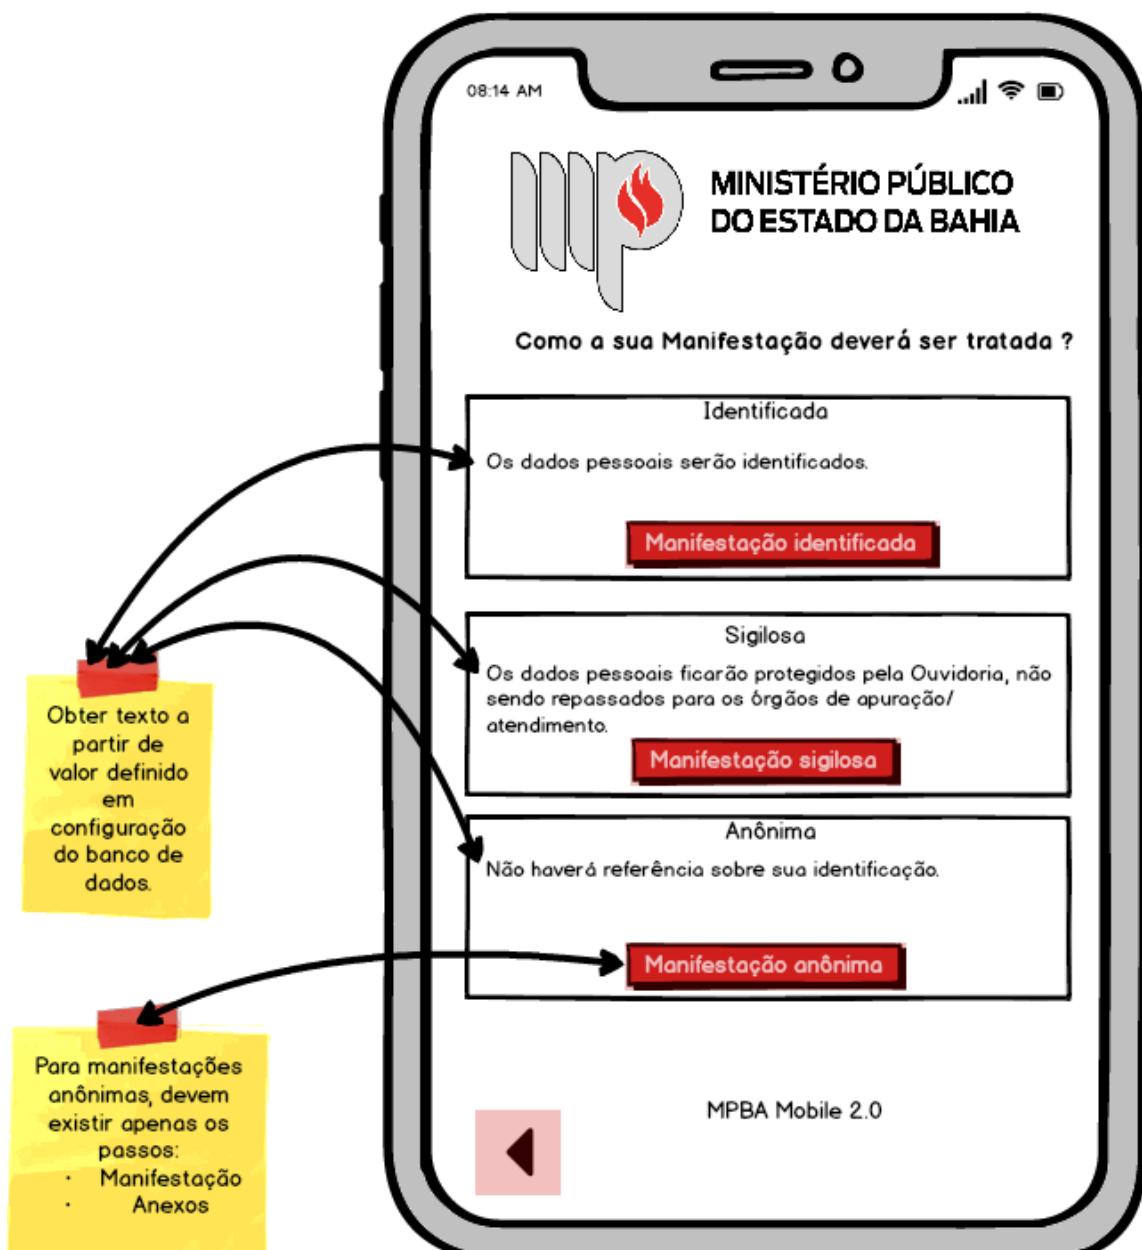 08:14 AM
MINISTÉRIO PÚBLICO
DO ESTADO DA BAHIA
Como a sua Manifestação deverá ser tratada ?
Identificada
Os dados pessoais serão identificados.
Manifestação identificada
Sigilosa
Os dados pessoais ficarão protegidos pela Ouvidoria, não
sendo repassados para os órgãos de apuração/
atendimento.
Manifestação sigilosa
Anônima
Não haverá referência sobre sua identificação.
Manifestação anônima
MPBA Mobile 2.0
Obter texto a
partir de
valor definido
em
configuração
do banco de
dados.
Para manifestações
anônimas, devem
existir apenas os
passos:
· Manifestação
· Anexos